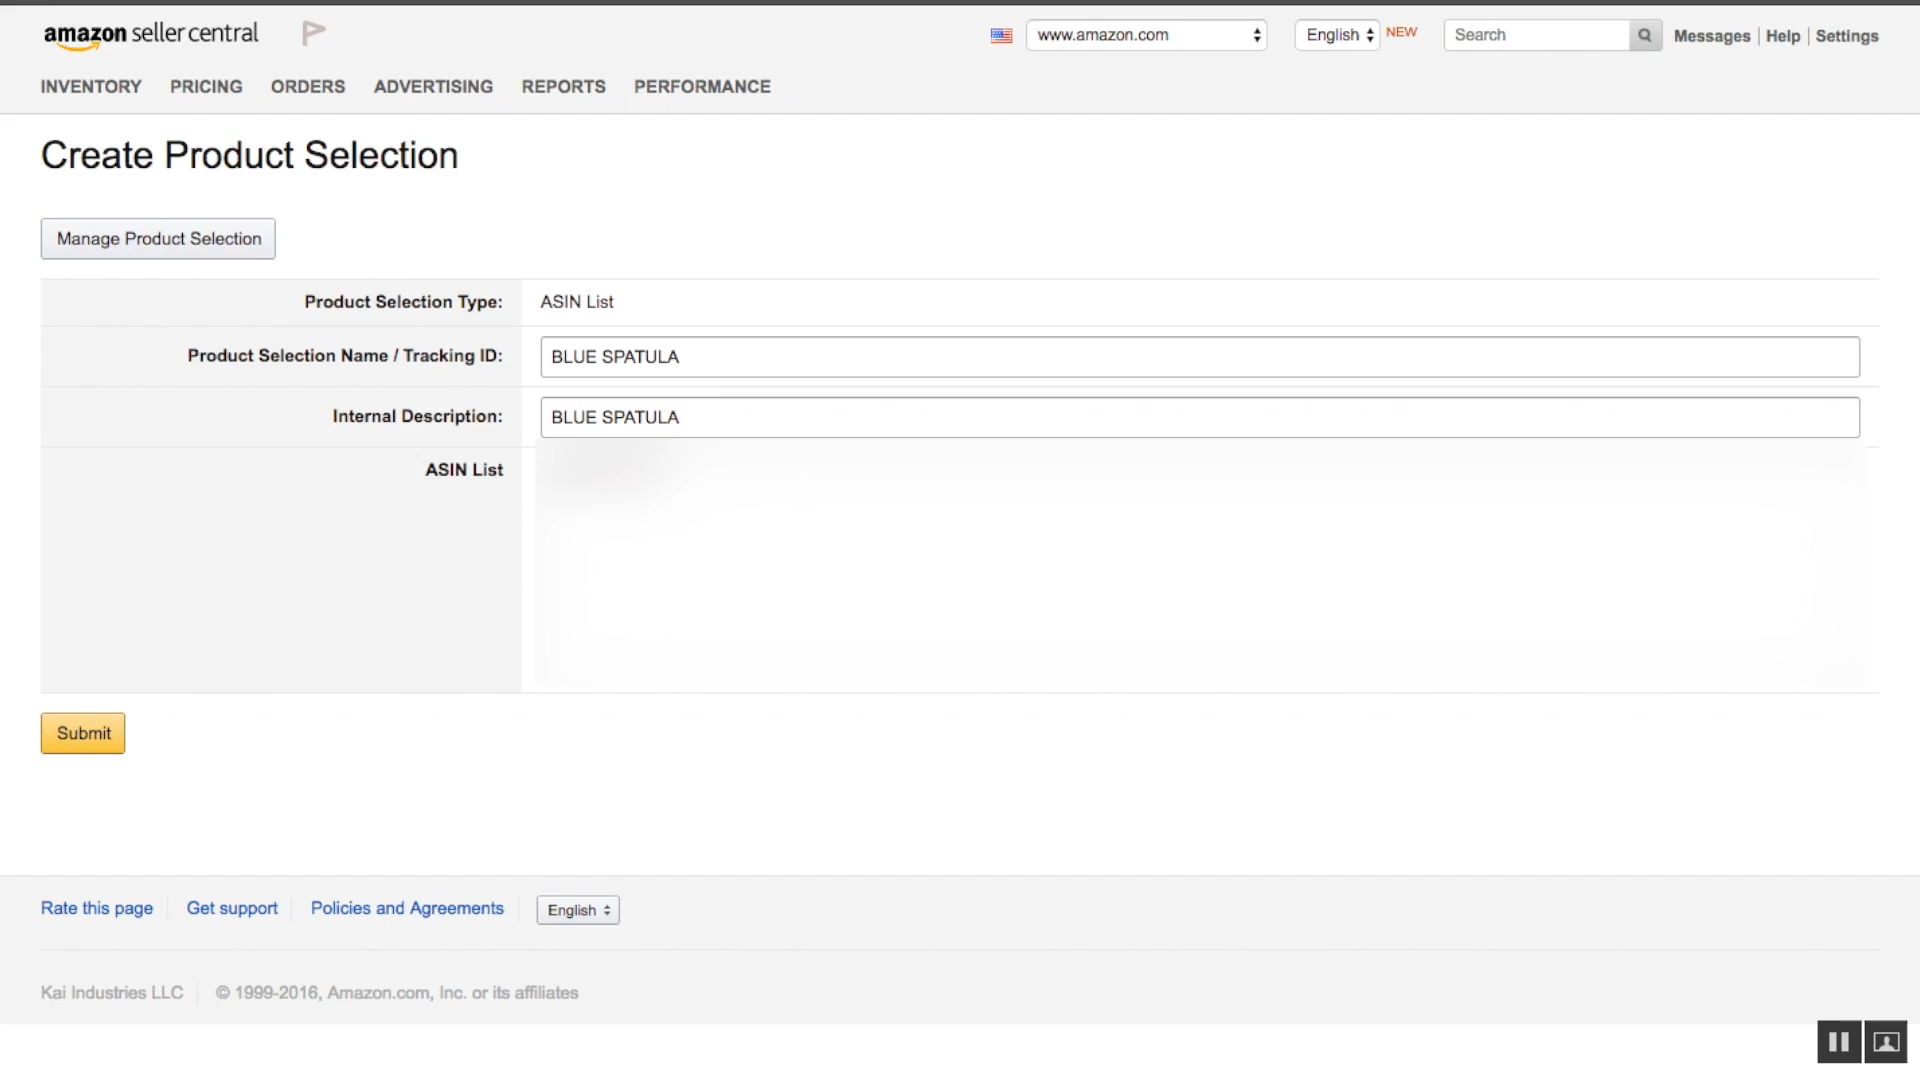 amazon seller central
www.amazon.com
English
NEW
Search
Messages | Help | Settings
INVENTORY PRICING ORDERS ADVERTISING REPORTS PERFORMANCE
Create Product Selection
Manage Product Selection
Product Selection Type: ASIN List
Product Selection Name / Tracking ID: BLUE SPATULA
Internal Description: BLUE SPATULA
ASIN List
Submit
Rate this page Get support Policies and Agreements English
Kai Industries LLC © 1999-2016, Amazon.com, Inc. or its affiliates